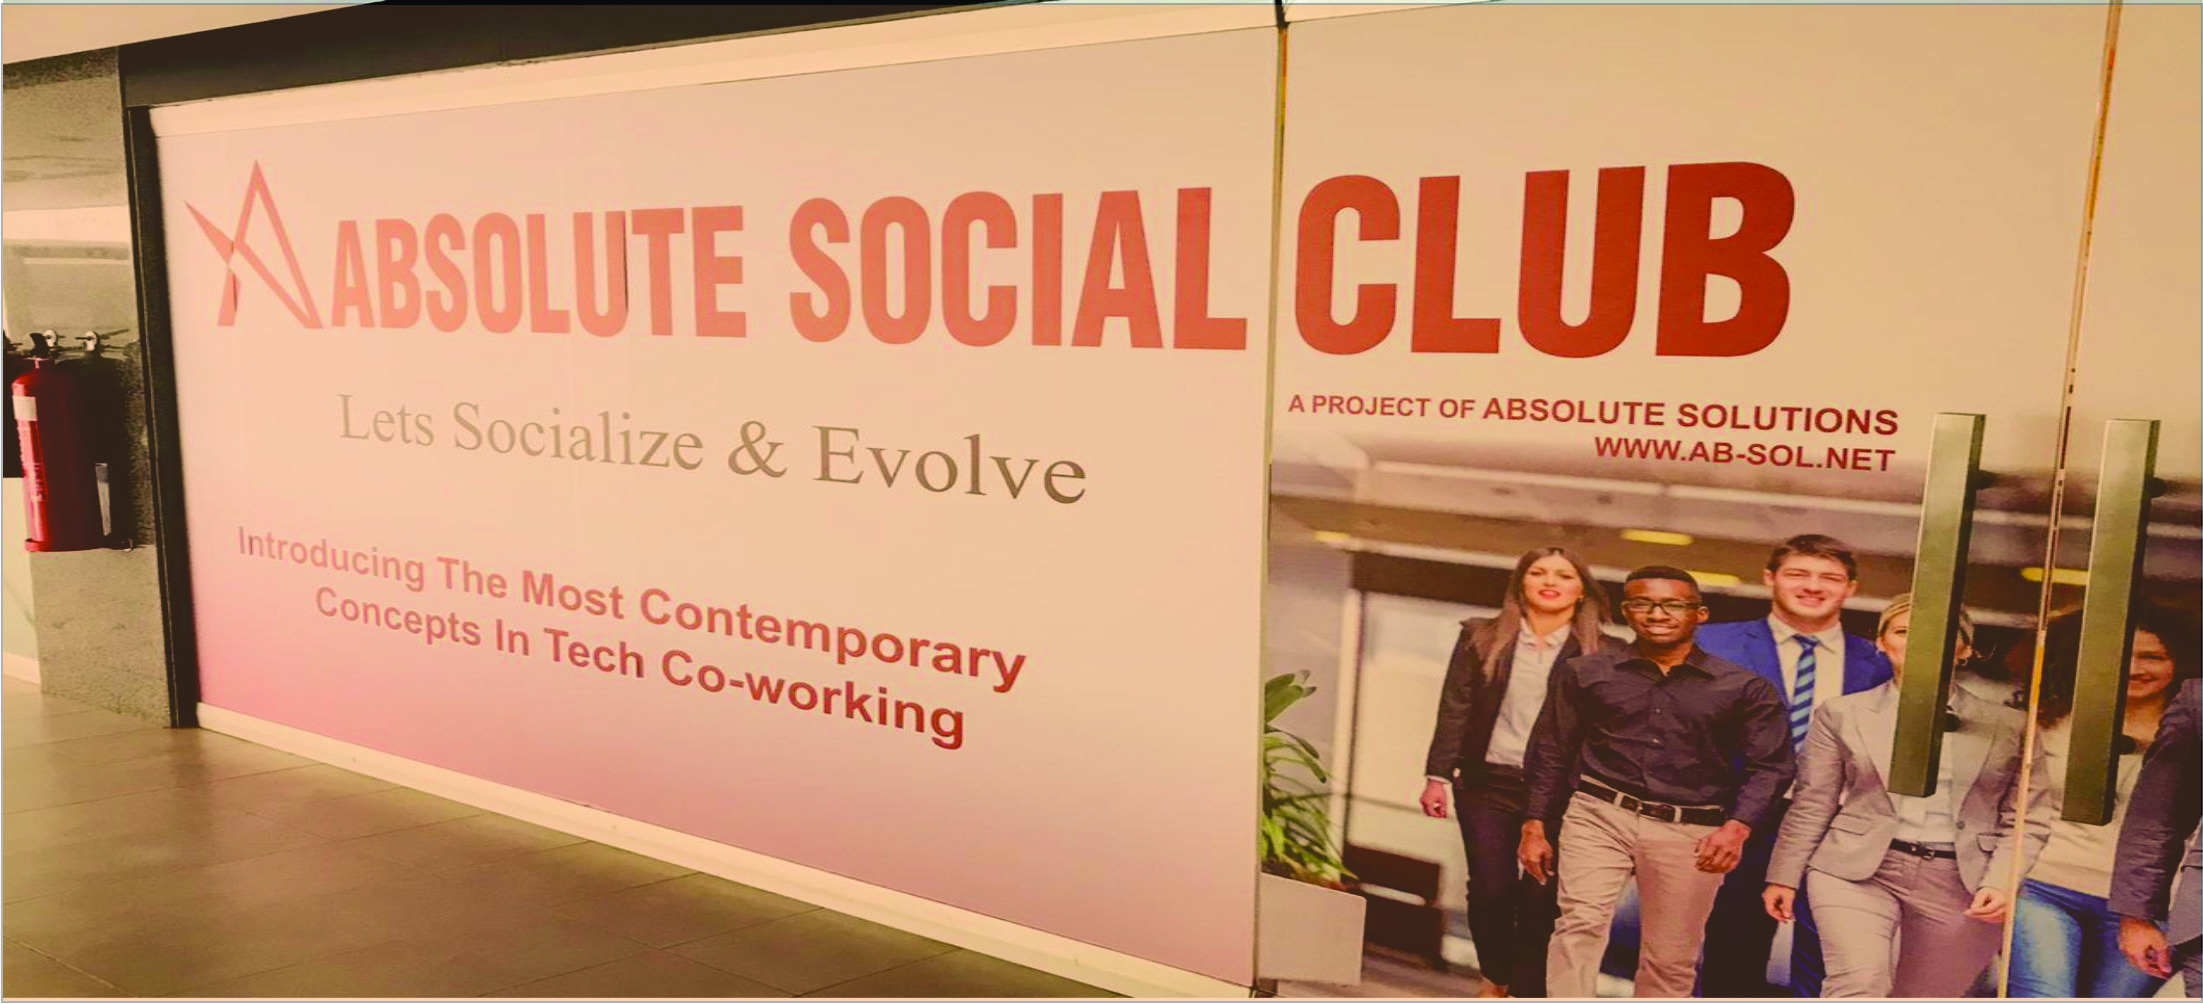 ABSOLUTE SOCIAL CLUB
Lets Socialize & Evolve
Introducing The Most Contemporary
Concepts In Tech Co-working
A PROJECT OF ABSOLUTE SOLUTIONS
WWW.AB-SOL.NET